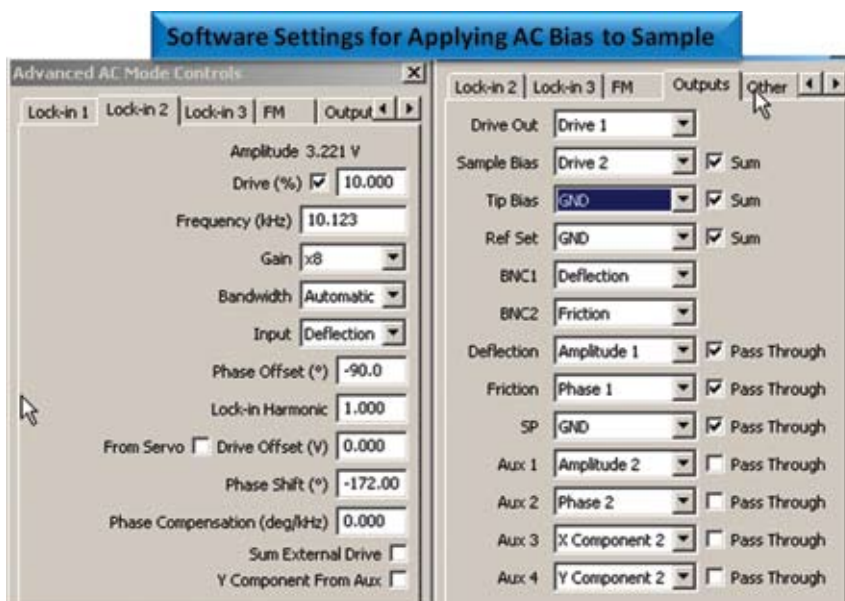 Software Settings for Applying AC Bias to Sample
Advanced AC Mode Controls
Lock-in 1 Lock-in 2 Lock-in 3 FM Output
Amplitude 3.221 V
Drive (%) 10.000
Frequency (kHz) 10.123
Gain x8
Bandwidth Automatic
Input Deflection
Phase Offset (°) -90.0
Lock-in Harmonic 1.000
From Servo Drive Offset (V) 0.000
Phase Shift (°) -172.00
Phase Compensation (deg/kHz) 0.000
Sum External Drive
Y Component From Aux
Lock-in 2 Lock-in 3 FM Outputs Other
Drive Out Drive 1
Sample Bias Drive 2 Sum
Tip Bias GND Sum
Ref Set GND Sum
BNC1 Deflection
BNC2 Friction
Deflection Amplitude 1 Pass Through
Friction Phase 1 Pass Through
SP GND Pass Through
Aux 1 Amplitude 2 Pass Through
Aux 2 Phase 2 Pass Through
Aux 3 X Component 2 Pass Through
Aux 4 Y Component 2 Pass Through